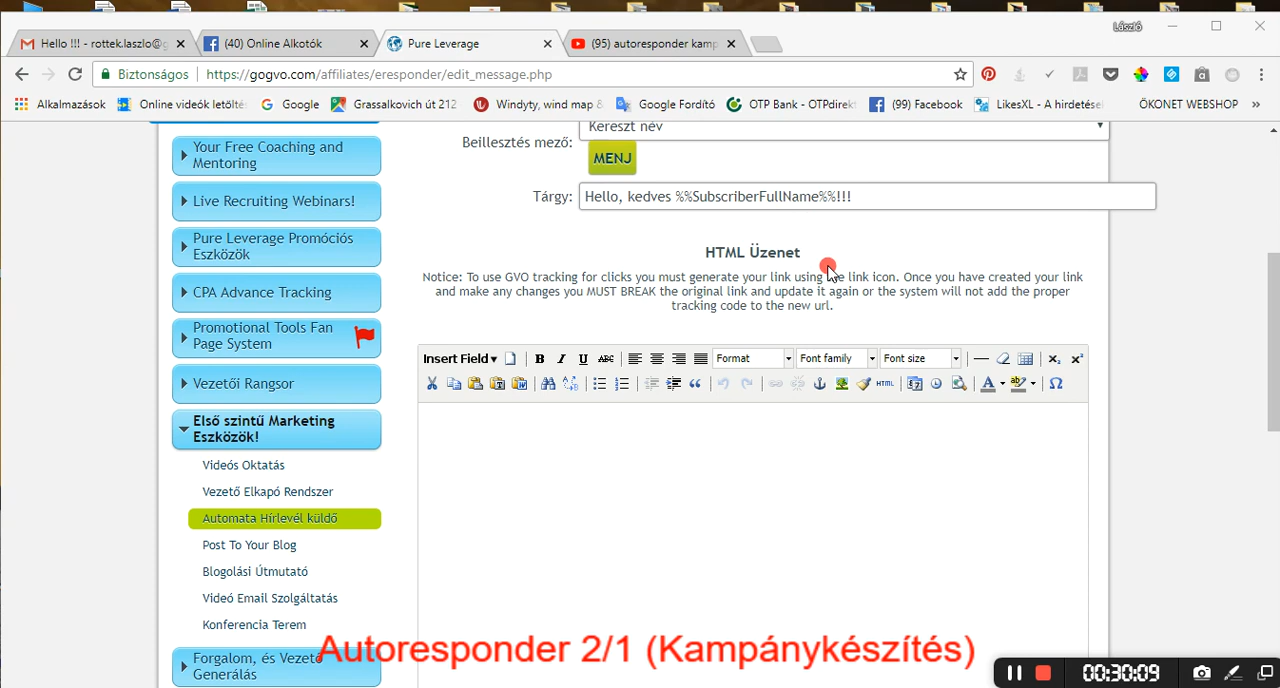 László
Hello !!! - rottek.laszlo@g
(40) Online Alkotók
Pure Leverage
(95) autoresponder kamp
Biztonságos
https://gogvo.com/affiliates/eresponder/edit_message.php
Alkalmazások
Online videók letölté
Google
Grassalkovich út 212
Windyty, wind map &
Google Fordító
OTP Bank - OTPdirekt
(99) Facebook
LikesXL - A hirdetése
ÖKONET WEBSHOP
»
Kereszt név
Beillesztés mező:
MENJ
Tárgy:
Hello, kedves %%SubscriberFullName%%!!!
HTML Üzenet
Notice: To use GVO tracking for clicks you must generate your link using the link icon. Once you have created your link
and make any changes you MUST BREAK the original link and update it again or the system will not add the proper
tracking code to the new url.
Insert Field
B I U ABC
Format
Font family
Font size
HTML
Your Free Coaching and
Mentoring
Live Recruiting Webinars!
Pure Leverage Promóciós
Eszközök
CPA Advance Tracking
Promotional Tools Fan
Page System
Vezetői Rangsor
Első szintű Marketing
Eszközök!
Videós Oktatás
Vezető Elkapó Rendszer
Automata Hírlevél küldő
Post To Your Blog
Blogolási Útmutató
Videó Email Szolgáltatás
Konferencia Terem
Forgalom, és Vezető
Generálás
Autoresponder 2/1 (Kampánykészítés)
00:30:09